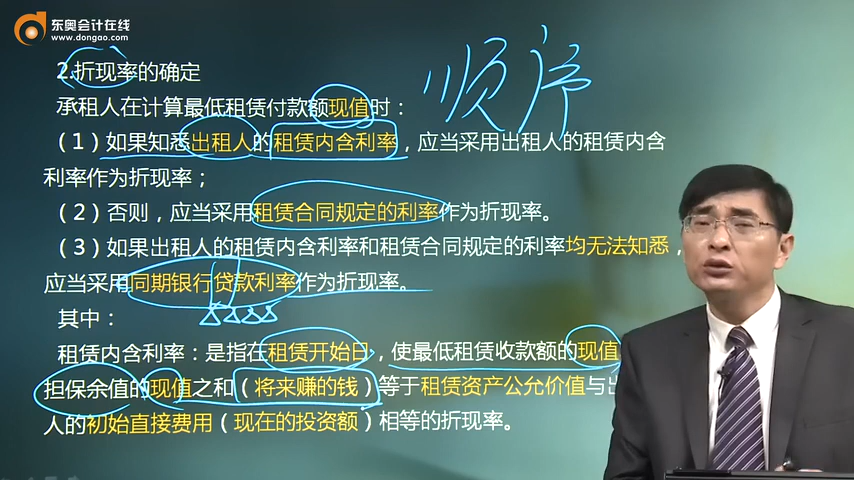 东奥会计在线
www.dongao.com
顺序
2.折现率的确定
承租人在计算最低租赁付款额现值时：
（1）如果知悉出租人的租赁内含利率，应当采用出租人的租赁内含
利率作为折现率；
（2）否则，应当采用租赁合同规定的利率作为折现率。
（3）如果出租人的租赁内含利率和租赁合同规定的利率均无法知悉，
应当采用同期银行贷款利率作为折现率。
其中：
租赁内含利率：是指在租赁开始日，使最低租赁收款额的现值
担保余值的现值之和（将来赚的钱）等于租赁资产公允价值与
人的初始直接费用（现在的投资额）相等的折现率。